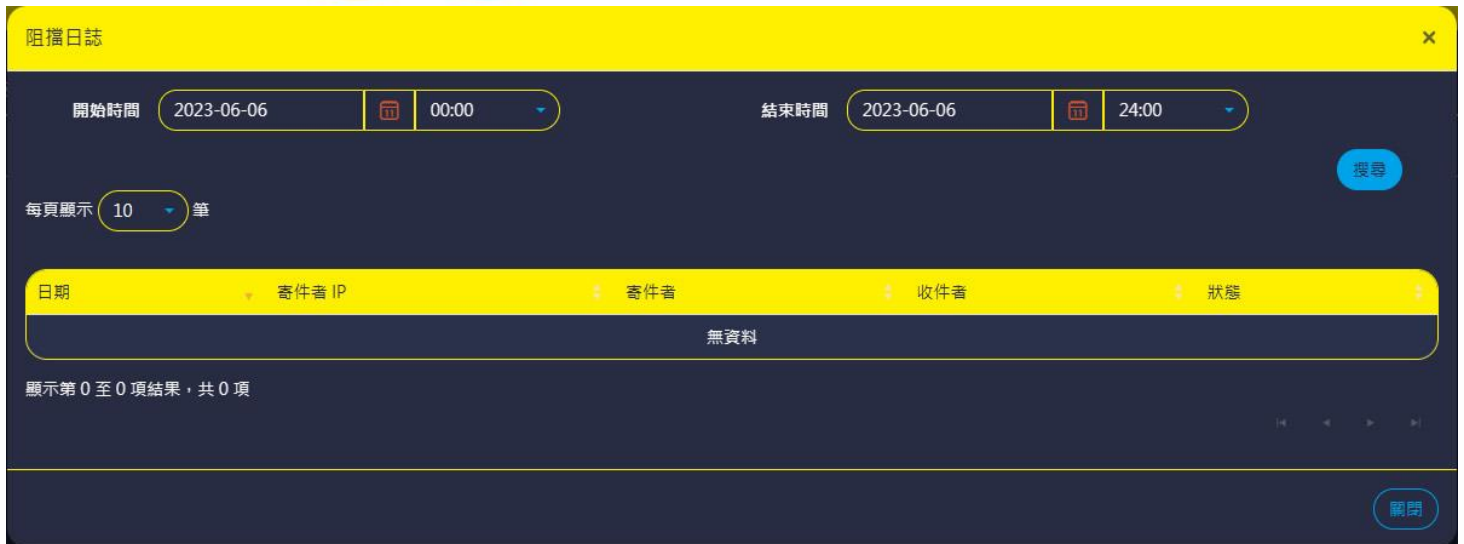 阻擋日誌 ×
開始時間 2023-06-06 11 00:00 結束時間 2023-06-06 11 24:00
搜尋
每頁顯示 10 筆
日期 寄件者 IP 寄件者 收件者 狀態
無資料
顯示第 0 至 0 項結果，共 0 項
關閉